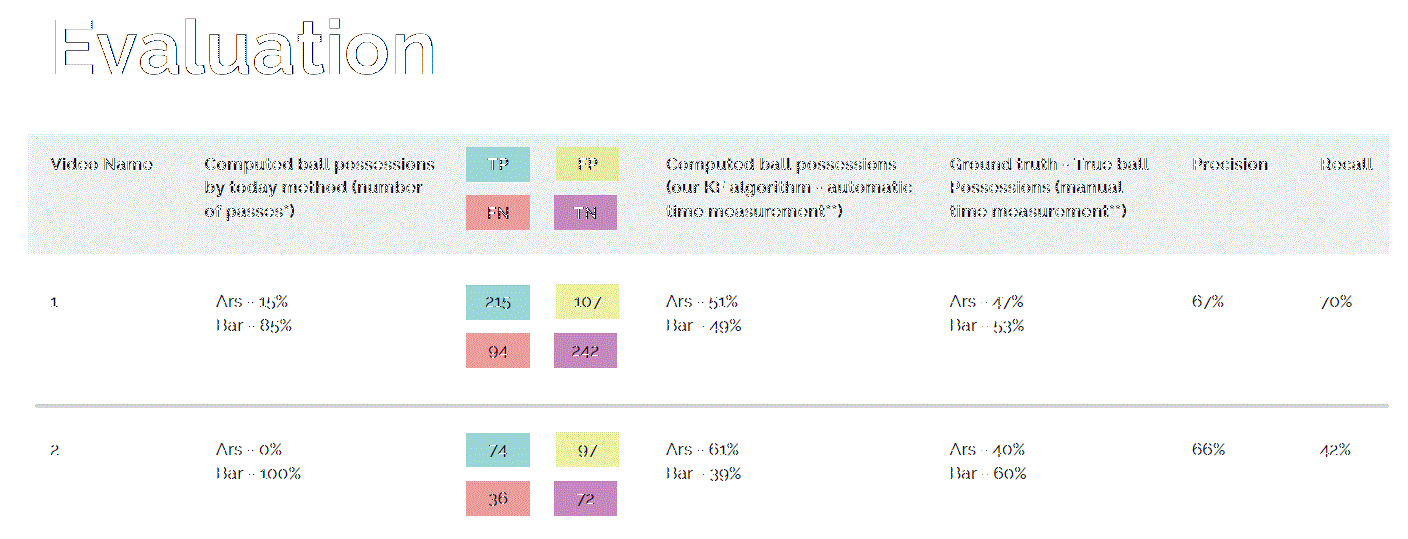 Evaluation
Video Name
Computed ball possessions
by today method (number
of passes*)
TP FP
FN TN
Computed ball possessions
(our KF algorithm - automatic
time measurement**)
Ground truth - True ball
Possessions (manual
time measurement**)
Precision
Recall
1
Ars - 15%
Bar - 85%
215 107
94 242
Ars - 51%
Bar - 49%
Ars - 47%
Bar - 53%
67%
70%
2
Ars - 0%
Bar - 100%
74 97
36 72
Ars - 61%
Bar - 39%
Ars - 40%
Bar - 60%
66%
42%